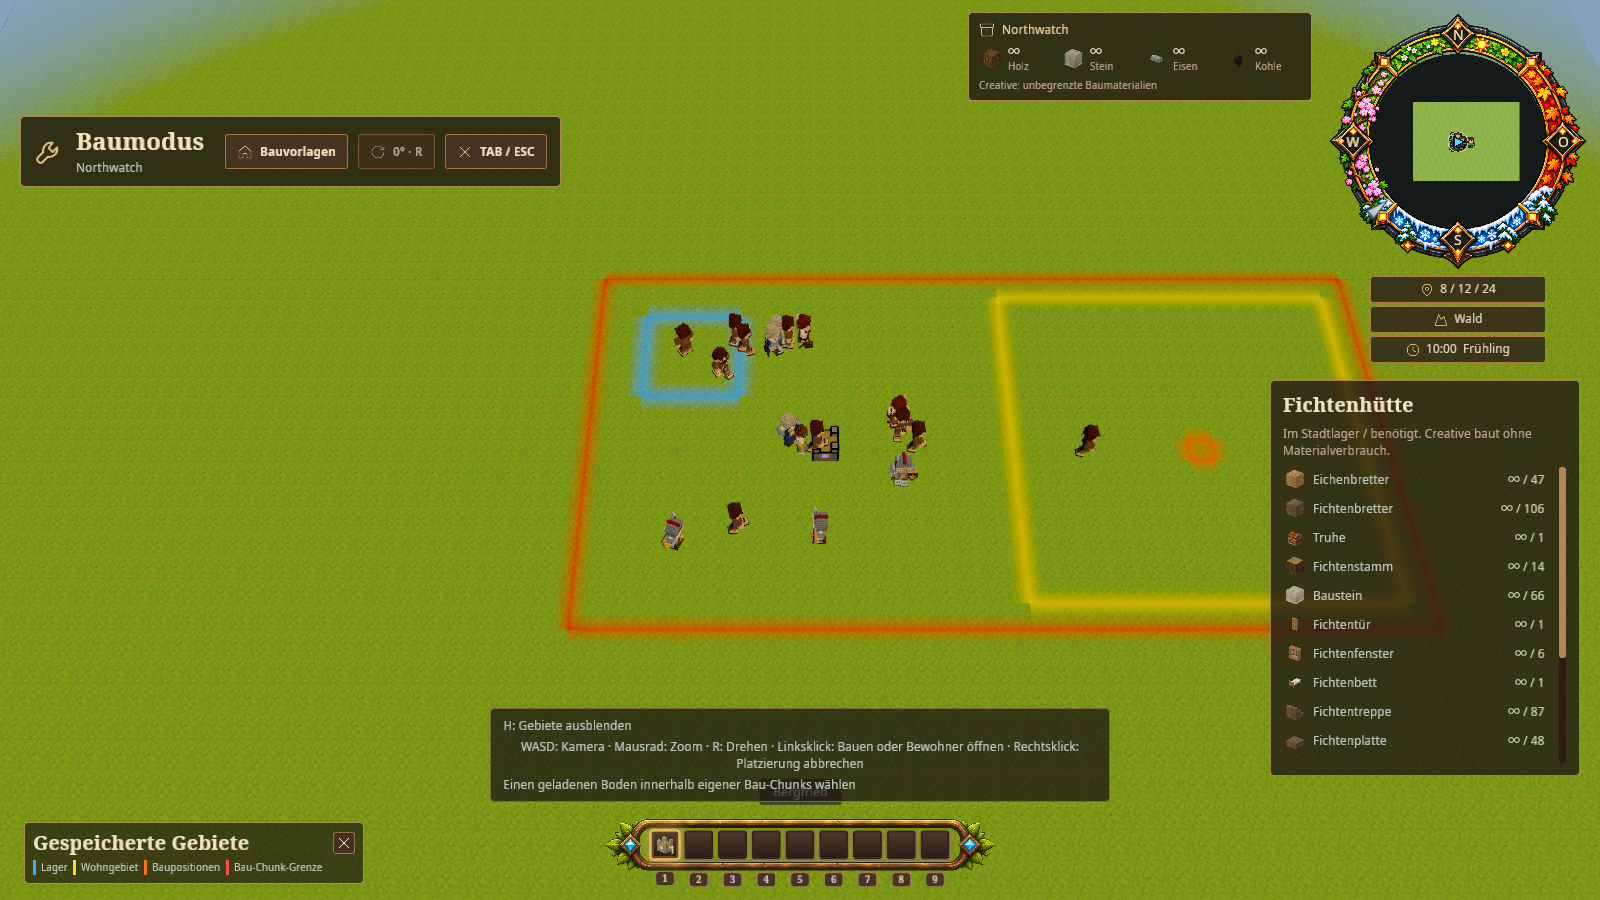 Northwatch
∞ Holz
∞ Stein
∞ Eisen
∞ Kohle
Creative: unbegrenzte Baumaterialien
N
W
O
S
Baumodus
Northwatch
Bauvorlagen
0° · R
TAB / ESC
8 / 12 / 24
Wald
10:00 Frühling
Fichtenhütte
Im Stadtlager / benötigt. Creative baut ohne
Materialverbrauch.
Eichenbretter ∞ / 47
Fichtenbretter ∞ / 106
Truhe ∞ / 1
Fichtenstamm ∞ / 14
Baustein ∞ / 66
Fichtentür ∞ / 1
Fichtenfenster ∞ / 6
Fichtenbett ∞ / 1
Fichtentreppe ∞ / 87
Fichtenplatte ∞ / 48
H: Gebiete ausblenden
WASD: Kamera · Mausrad: Zoom · R: Drehen · Linksklick: Bauen oder Bewohner öffnen · Rechtsklick:
Platzierung abbrechen
Einen geladenen Boden innerhalb eigener Bau-Chunks wählen
Bergfried
Gespeicherte Gebiete
Lager Wohngebiet Baupositionen Bau-Chunk-Grenze
1
1 2 3 4 5 6 7 8 9